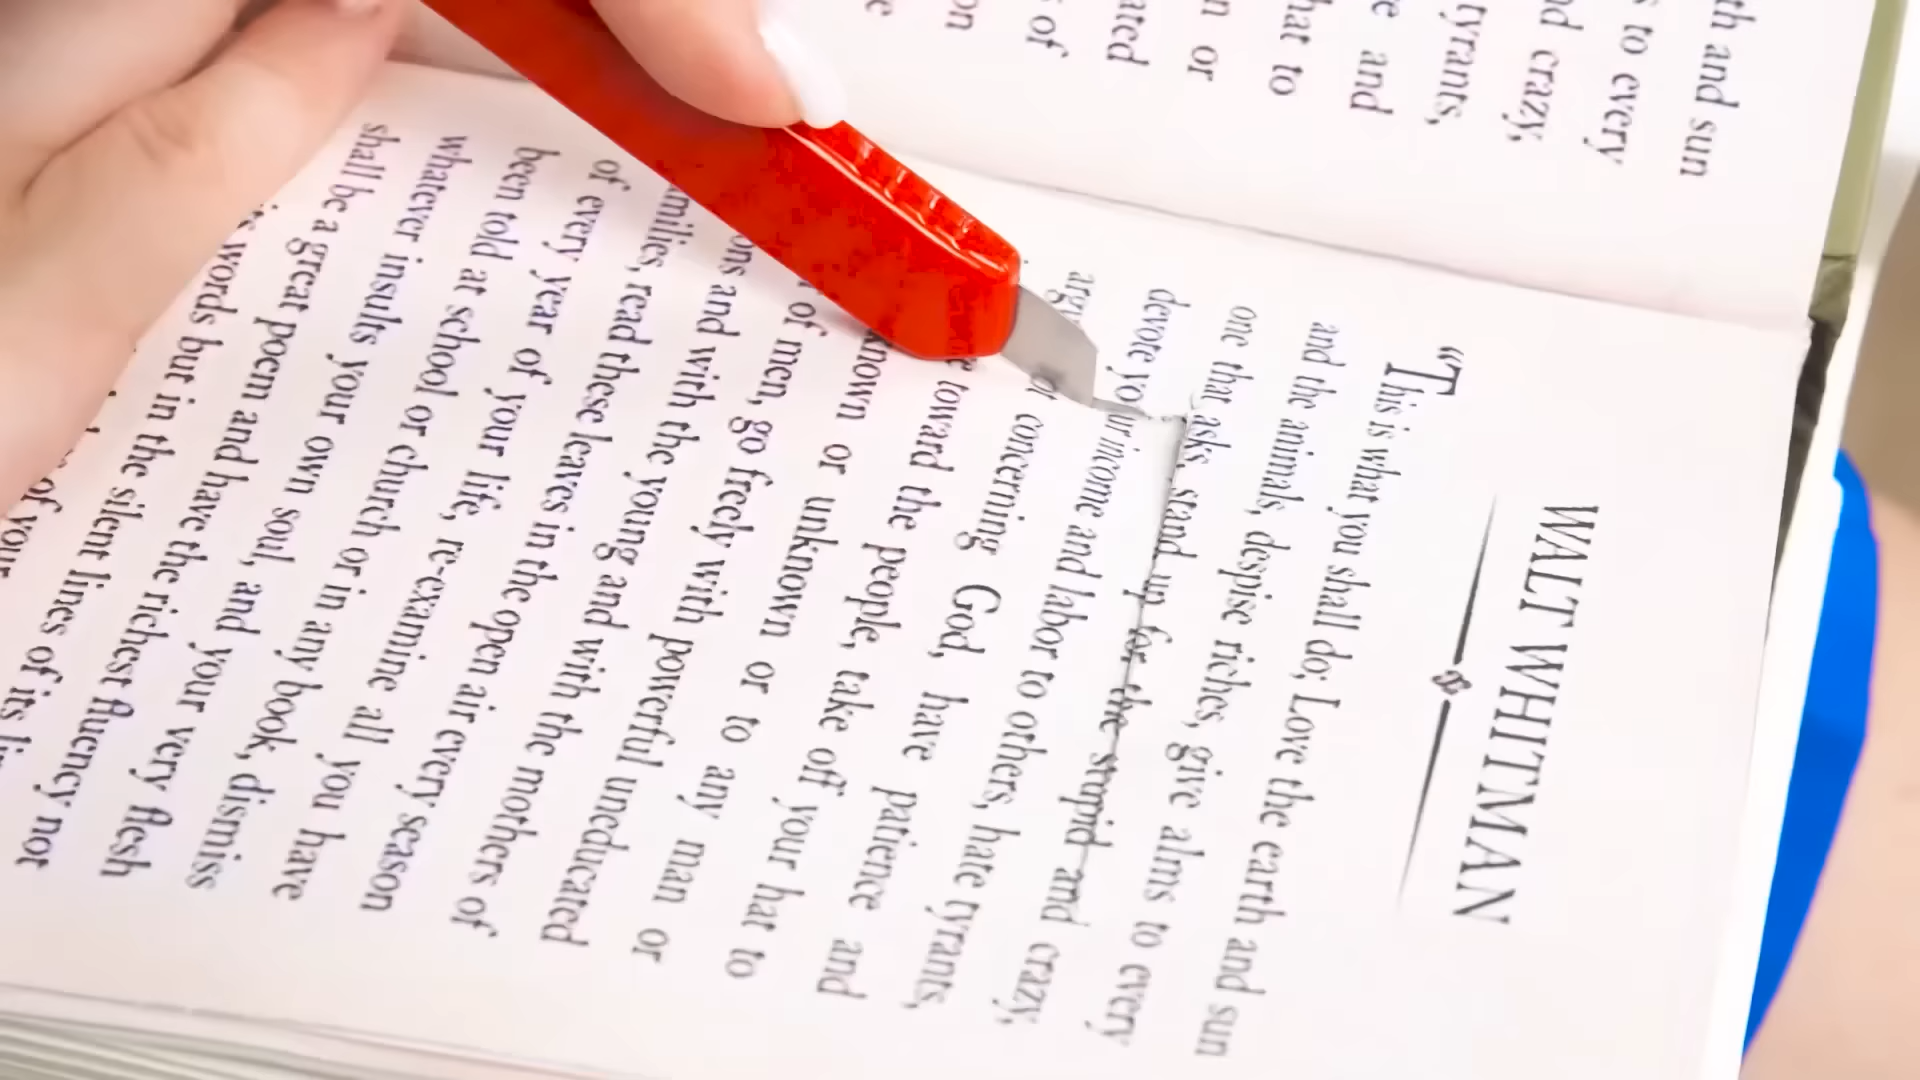 WALT WHITMAN
“This is what you shall do; Love the earth and sun
and the animals, despise riches, give alms to every
one that asks, stand up for the stupid and crazy,
devote your income and labor to others, hate tyrants,
concerning God, have patience and
toward the people, take off your hat to
known or unknown or to any man or
of men, go freely with powerful uneducated
and with the young and with the mothers of
read these leaves in the open air every season
of every year of your life, re-examine all you have
been told at school or church or in any book, dismiss
whatever insults your own soul, and your very flesh
shall be a great poem and have the richest fluency not
words but in the silent lines of its
of your
th and sun
to every
crazy,
tyrants,
and
to
or
of